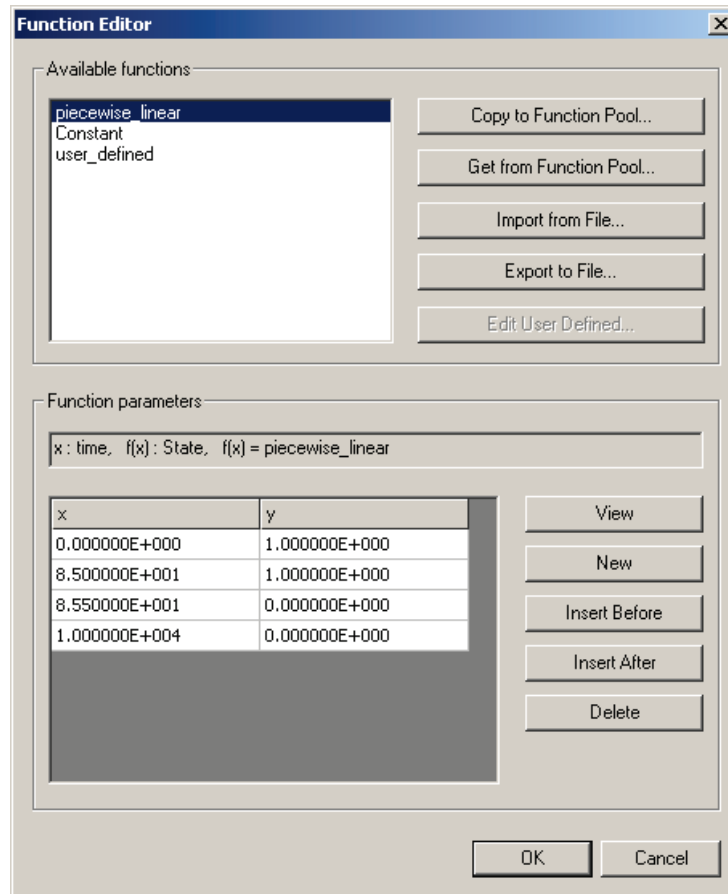 Function Editor
Available functions
piecewise_linear
Constant
user_defined
Copy to Function Pool...
Get from Function Pool...
Import from File...
Export to File...
Edit User Defined...
Function parameters
x : time,   f(x) : State,   f(x) = piecewise_linear
x y
0.000000E+000 1.000000E+000
8.500000E+001 1.000000E+000
8.550000E+001 0.000000E+000
1.000000E+004 0.000000E+000
View
New
Insert Before
Insert After
Delete
OK Cancel